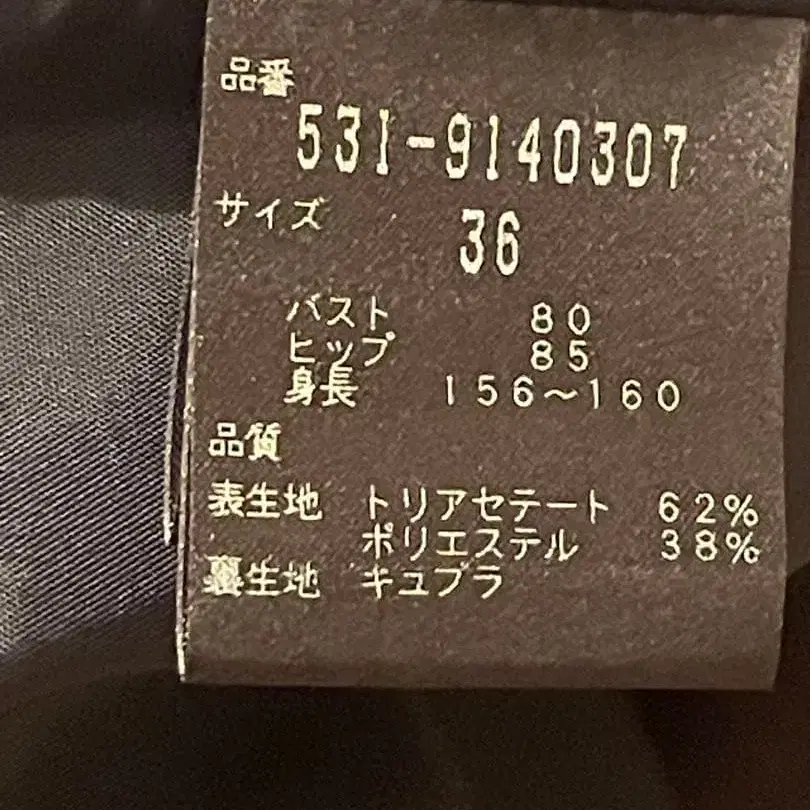 品番
531-9140307
サイズ 36
バスト 80
ヒップ 85
身長 156～160
品質
表生地 トリアセテート 62%
ポリエステル 38%
裏生地 キュプラ